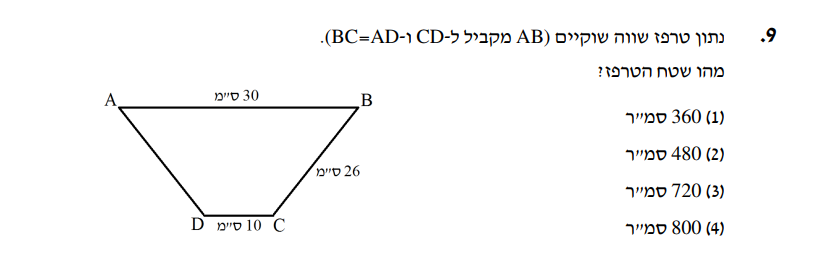 9. נתון טרפז שווה שוקיים (AB מקביל ל-CD ו-BC=AD).
מהו שטח הטרפז?
(1) 360 סמ״ר
(2) 480 סמ״ר
(3) 720 סמ״ר
(4) 800 סמ״ר
A
30 ס״מ
B
26 ס״מ
D
10 ס״מ
C